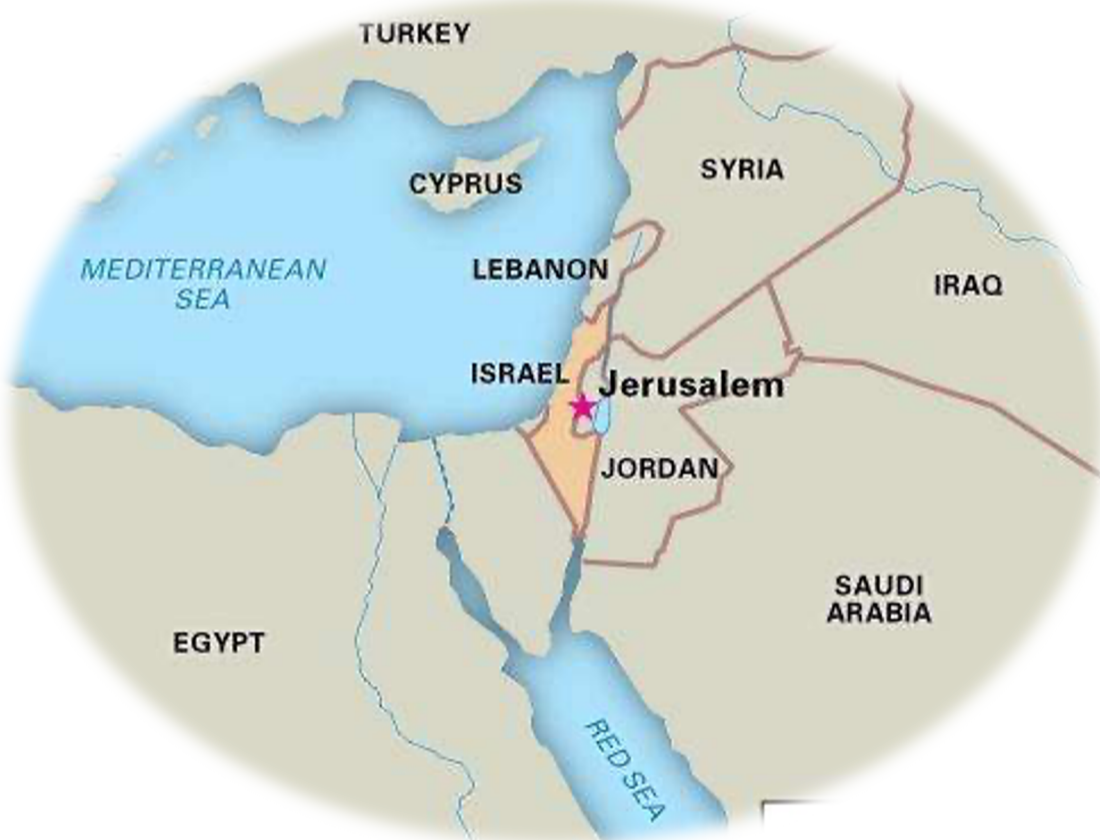 TURKEY
SYRIA
CYPRUS
MEDITERRANEAN
SEA
LEBANON
IRAQ
ISRAEL
Jerusalem
JORDAN
SAUDI
ARABIA
EGYPT
RED SEA